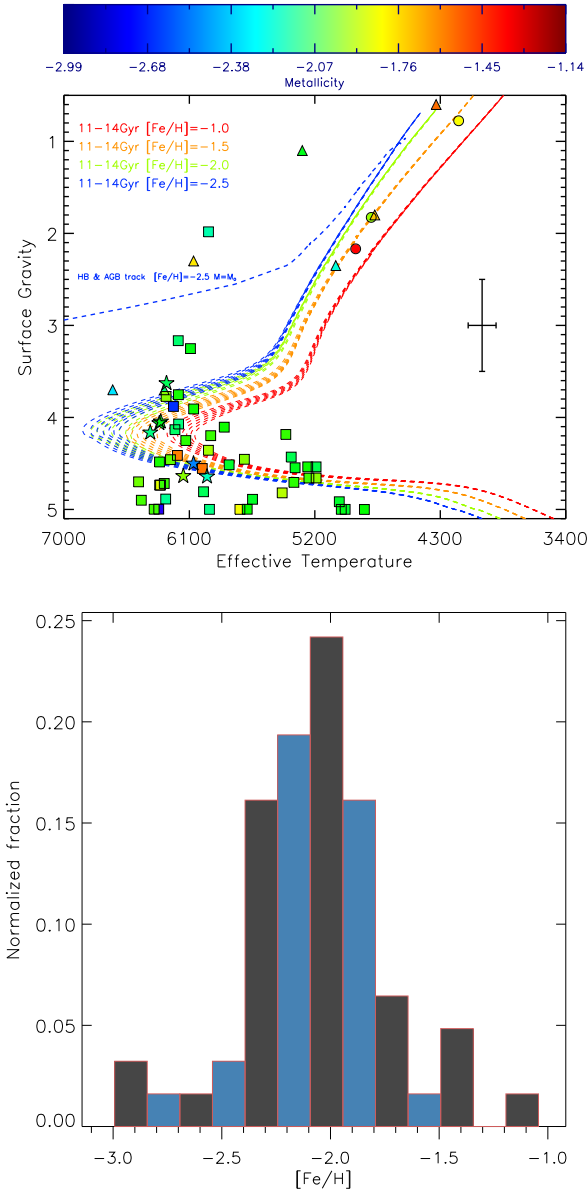 −2.99 −2.68 −2.38 −2.07 −1.76 −1.45 −1.14
Metallicity
11−14Gyr [Fe/H]=−1.0
11−14Gyr [Fe/H]=−1.5
11−14Gyr [Fe/H]=−2.0
11−14Gyr [Fe/H]=−2.5
HB & AGB track [Fe/H]=−2.5 M=M₀
Surface Gravity
1
2
3
4
5
7000 6100 5200 4300 3400
Effective Temperature
Normalized fraction
0.25
0.20
0.15
0.10
0.05
0.00
−3.0 −2.5 −2.0 −1.5 −1.0
[Fe/H]